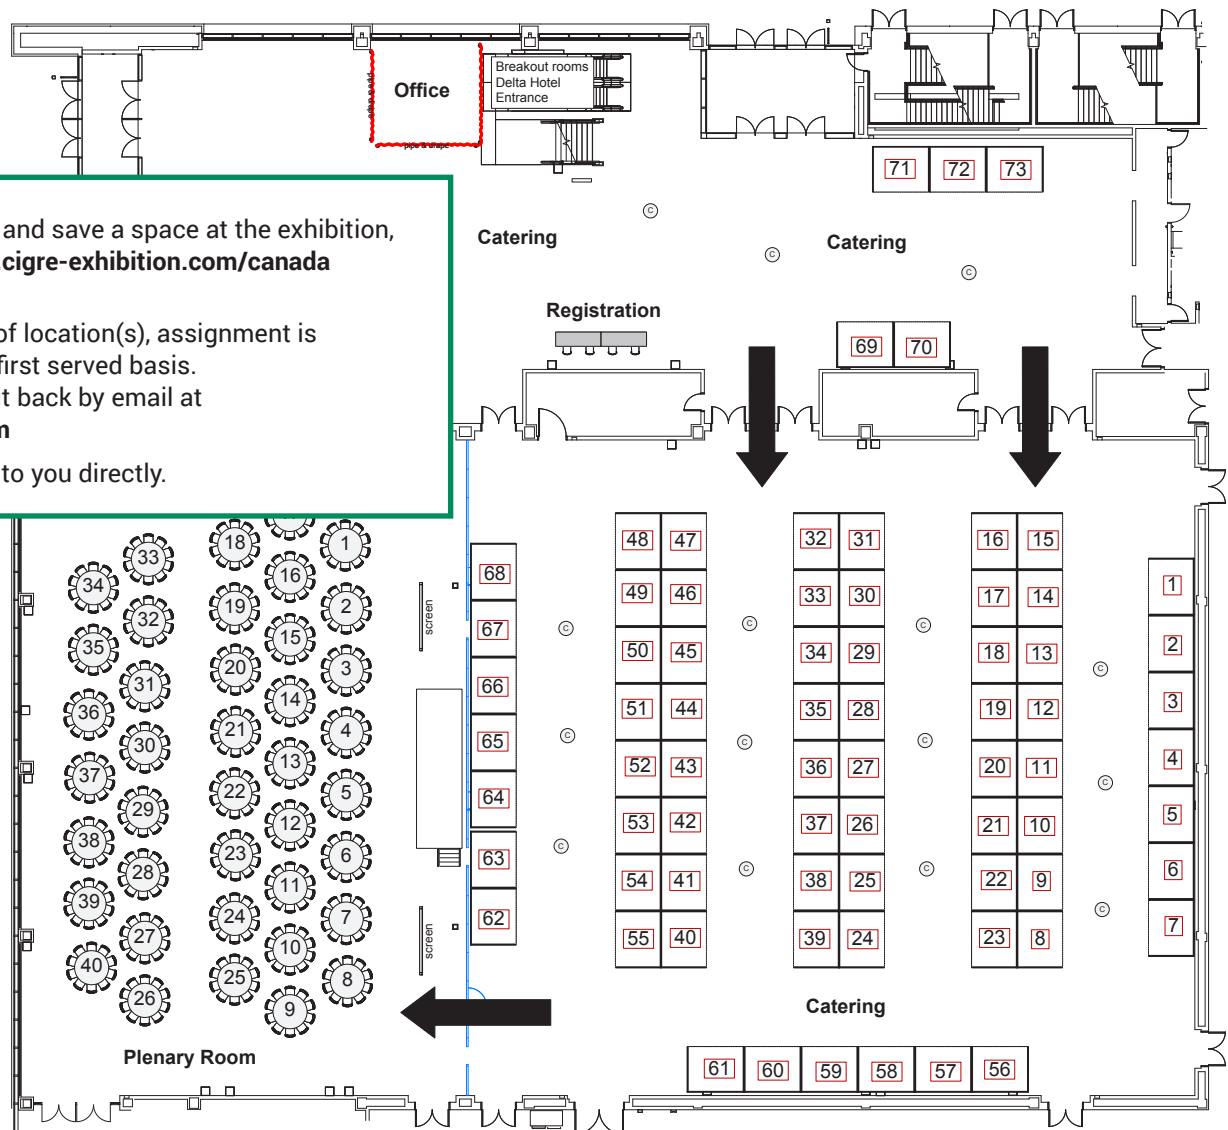 Breakout rooms
Delta Hotel
Entrance
Office
pipe & drape
pipe & drape
71 72 73
and save a space at the exhibition,
.cigre-exhibition.com/canada
of location(s), assignment is
first served basis.
t back by email at
m
to you directly.
Catering
Catering
C
C
C
Registration
69 70
48 47 32 31 16 15
49 46 33 30 17 14
50 45 34 29 18 13
51 44 35 28 19 12
52 43 36 27 20 11
53 42 37 26 21 10
54 41 38 25 22 9
55 40 39 24 23 8
1
2
3
4
5
6
7
68
67
66
65
64
63
62
C
C
C
C
C
C
C
C
C
C
C
C
screen
screen
18 1
33 16
34 19 2
32 15
35 20 3
31 14
36 21 4
30 13
37 22 5
29 12
38 23 6
28 11
39 24 7
27 10
40 25 8
26 9
Catering
Plenary Room
61 60 59 58 57 56